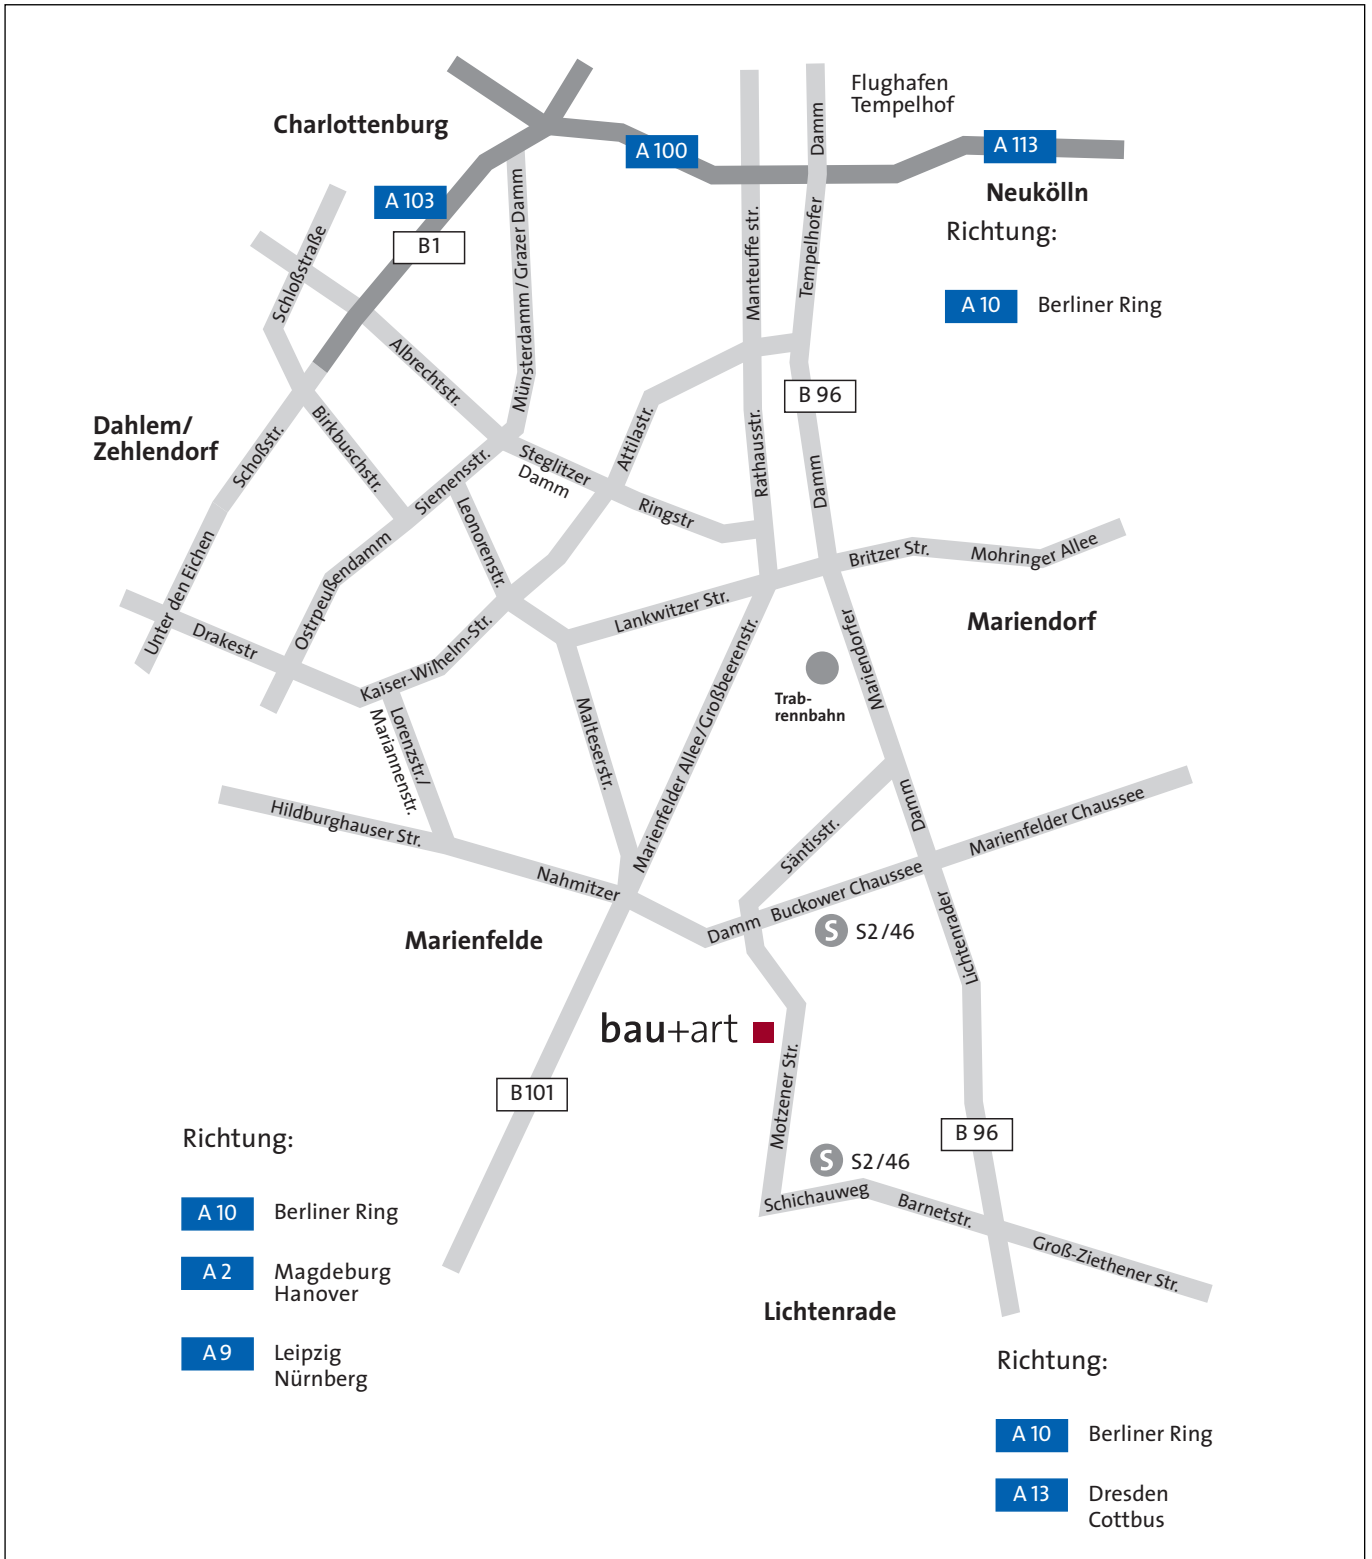 Flughafen
Tempelhof
Charlottenburg
A 100
A 113
Neukölln
Richtung:
A 10 Berliner Ring
A 103
B1
Schloßstraße
Münsterdamm / Grazer Damm
Manteuffe str.
Tempelhofer
Damm
Albrechtstr.
B 96
Dahlem/
Zehlendorf
Schoßstr.
Birkbuschstr.
Siemensstr.
Steglitzer
Damm
Attilastr.
Rathausstr.
Damm
Ringstr
Leonorenstr.
Unter den Eichen
Ostrpeußendamm
Britzer Str.
Mohringer Allee
Mariendorf
Lankwitzer Str.
Drakestr
Kaiser-Wilhelm-Str.
Mariendorfer
Trab-
rennbahn
Lorenzstr./
Mariannenstr.
Malteserstr.
Marienfelder Allee/Großbeerenstr.
Hildburghauser Str.
Nahmitzer
Damm
Säntisstr.
Buckower Chaussee
Damm
Marienfelder Chaussee
Marienfelde
S S2/46
Lichtenrader
bau+art
Motzener Str.
B101
B 96
S S2/46
Schichauweg
Barnetstr.
Groß-Ziethener Str.
Lichtenrade
Richtung:
A 10 Berliner Ring
A 2 Magdeburg
Hanover
A 9 Leipzig
Nürnberg
Richtung:
A 10 Berliner Ring
A 13 Dresden
Cottbus